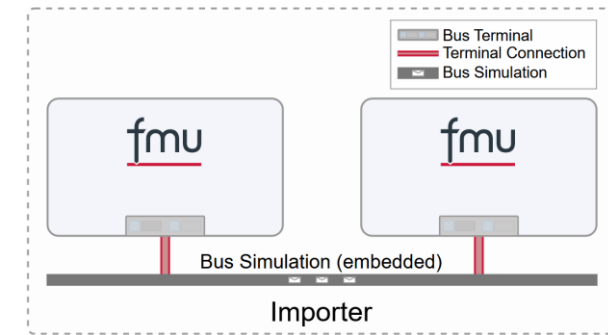 Bus Terminal
Terminal Connection
Bus Simulation
fmu
fmu
Bus Simulation (embedded)
Importer